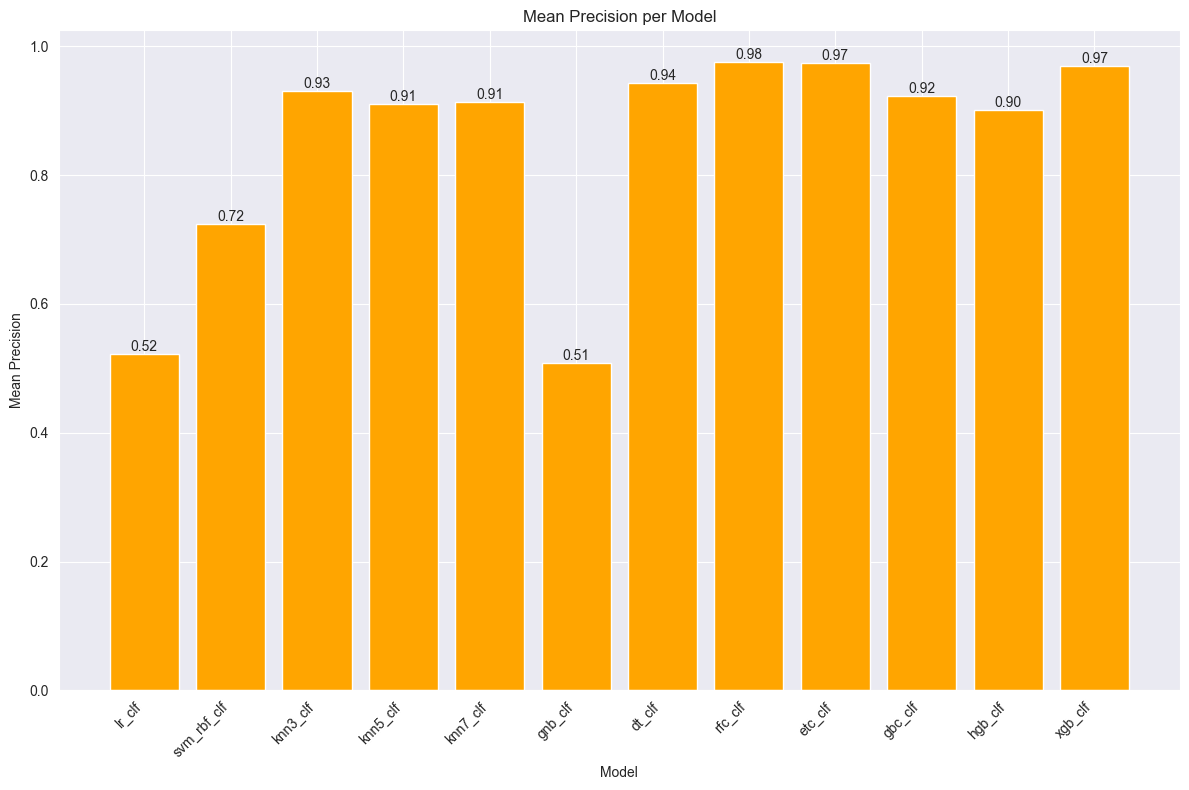 Mean Precision per Model
Mean Precision
1.0
0.8
0.6
0.4
0.2
0.0
0.52
0.72
0.93
0.91
0.91
0.51
0.94
0.98
0.97
0.92
0.90
0.97
lr_clf
svm_rbf_clf
knn3_clf
knn5_clf
knn7_clf
gnb_clf
dt_clf
rfc_clf
etc_clf
gbc_clf
hgb_clf
xgb_clf
Model